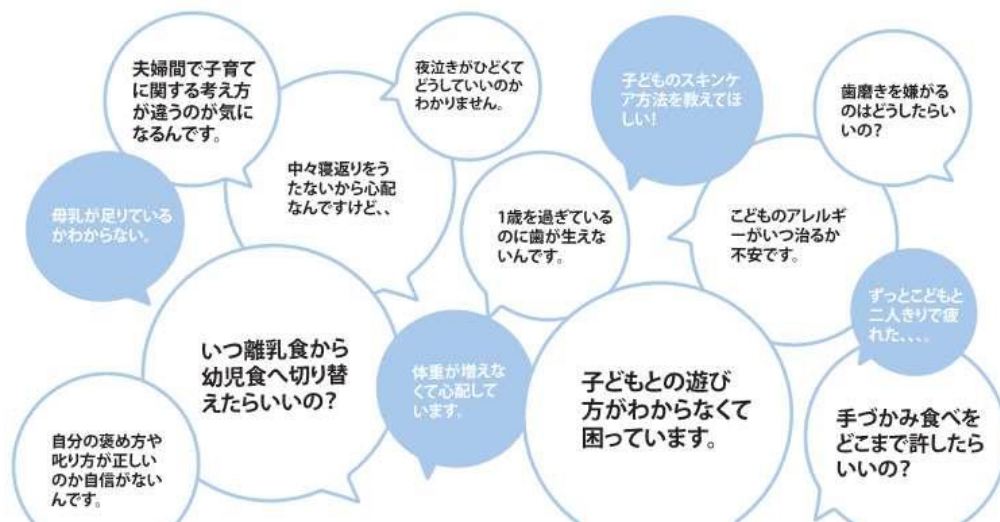 夫婦間で子育て
に関する考え方
が違うのが気に
なるんです。
夜泣きがひどくて
どうしていいのか
わかりません。
子どものスキンケ
ア方法を教えてほ
しい!
歯磨きを嫌がる
のはどうしたらい
いの?
中々寝返りをう
たないから心配
なんですけど、、
母乳が足りている
かわからない。
1歳を過ぎている
のに歯が生えな
いんです。
こどものアレルギ
ーがいつ治るか
不安です。
ずっとこどもと
二人きりで疲
れた、、、。
いつ離乳食から
幼児食へ切り替
えたらいいの?
体重が増えな
くて心配して
います。
子どもとの遊び
方がわからなくて
困っています。
手づかみ食べを
どこまで許したら
いいの?
自分の褒め方や
叱り方が正しい
のか自信がない
んです。